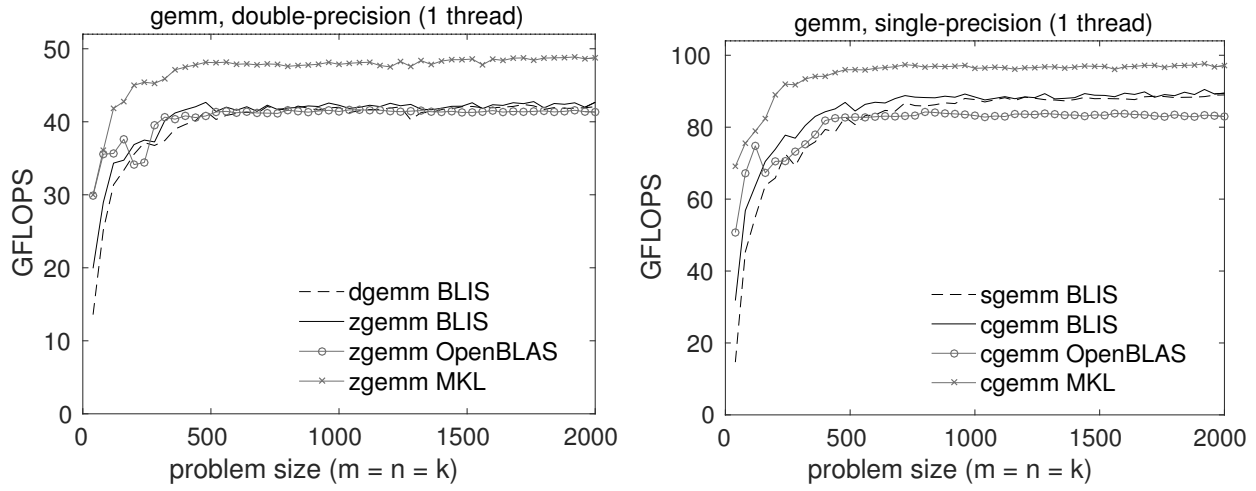 gemm, double-precision (1 thread)
50
40
30
20
10
0
GFLOPS
dgemm BLIS
zgemm BLIS
zgemm OpenBLAS
zgemm MKL
0 500 1000 1500 2000
problem size (m = n = k)
gemm, single-precision (1 thread)
100
80
60
40
20
0
GFLOPS
sgemm BLIS
cgemm BLIS
cgemm OpenBLAS
cgemm MKL
0 500 1000 1500 2000
problem size (m = n = k)